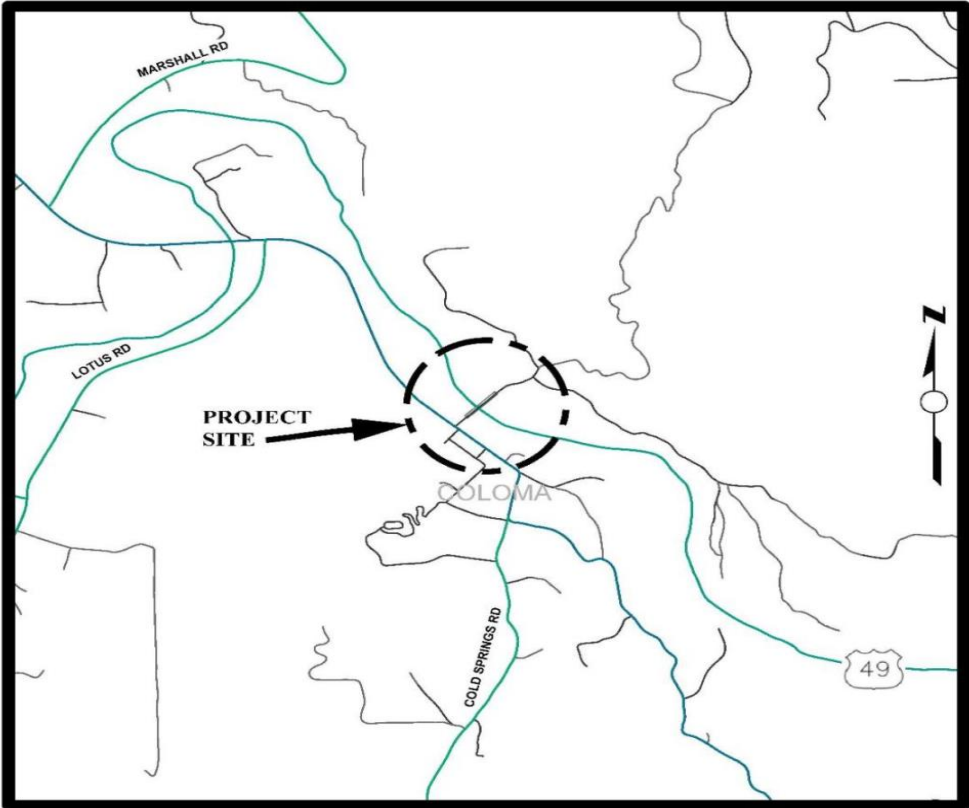 MARSHALL RD
LOTUS RD
PROJECT
SITE
COLOMA
COLD SPRINGS RD
49
N